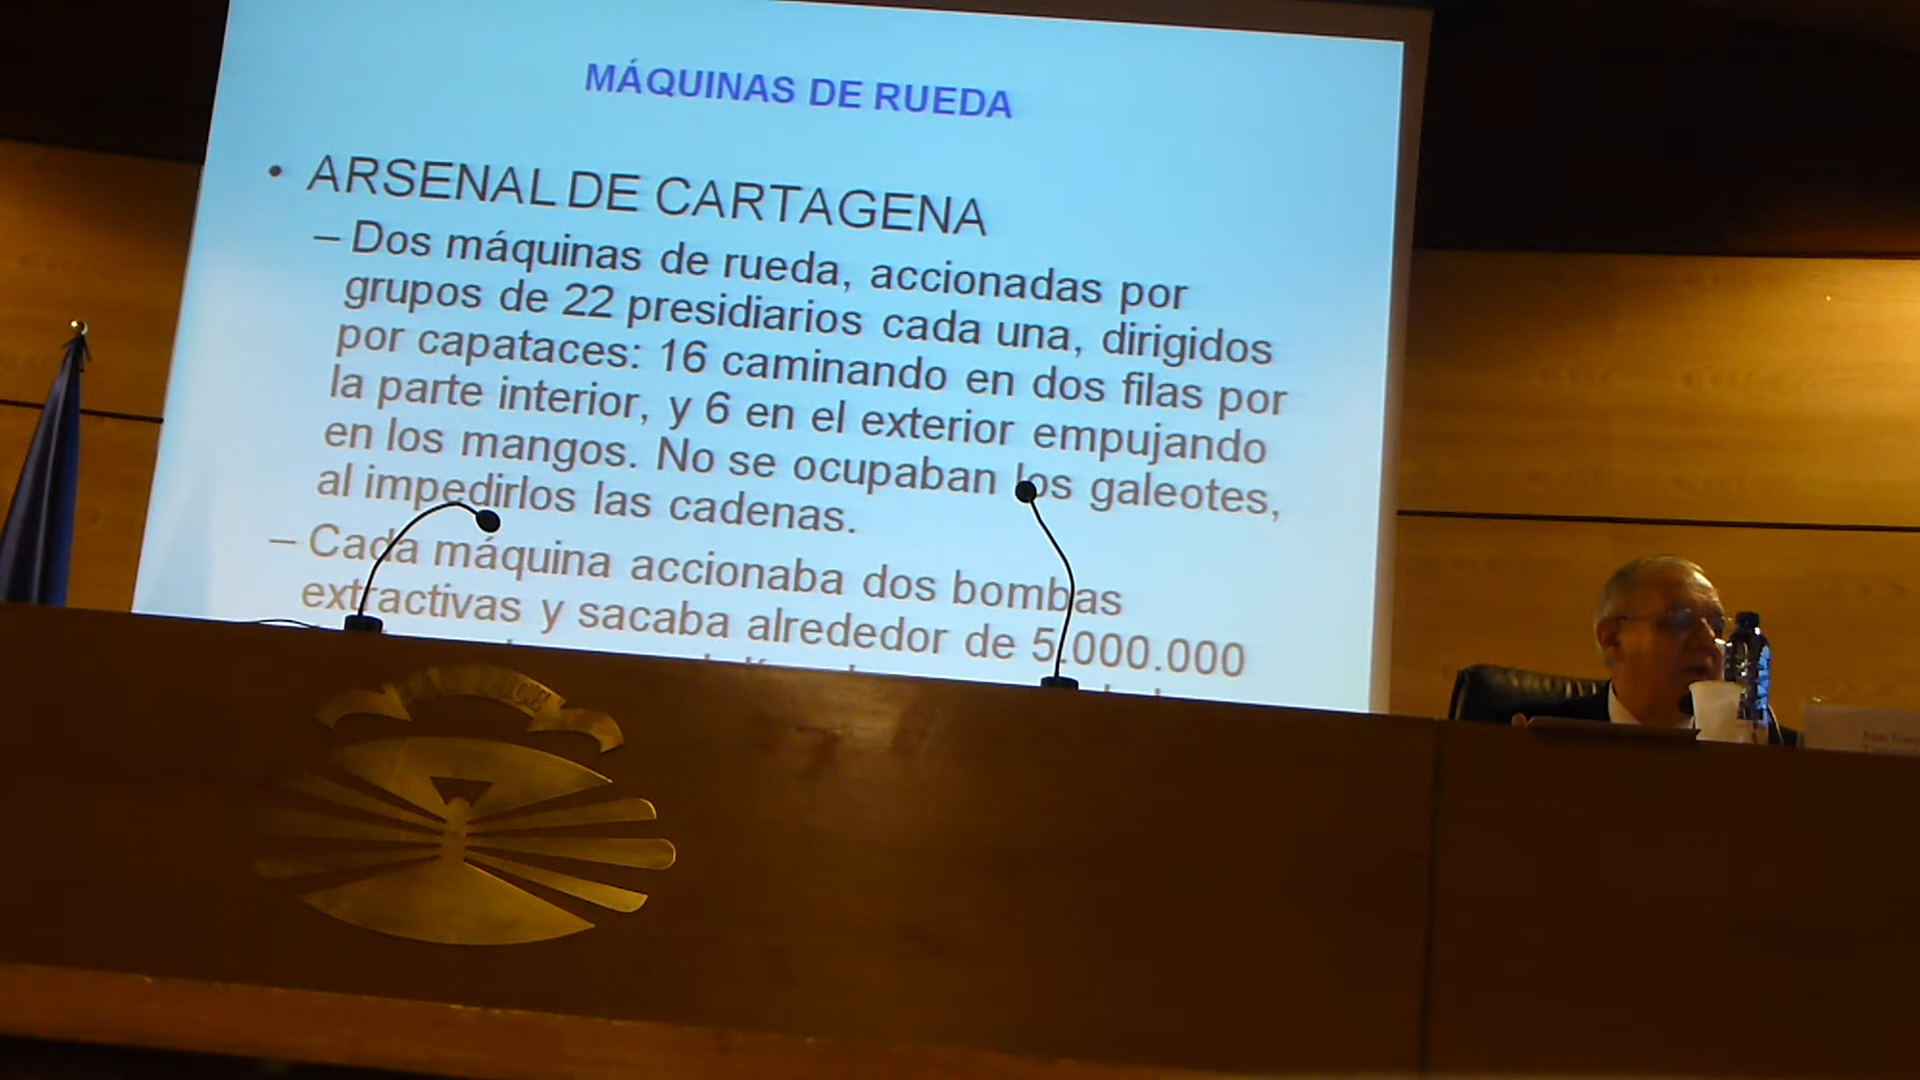 MÁQUINAS DE RUEDA
• ARSENAL DE CARTAGENA
– Dos máquinas de rueda, accionadas por
grupos de 22 presidiarios cada una, dirigidos
por capataces: 16 caminando en dos filas por
la parte interior, y 6 en el exterior empujando
en los mangos. No se ocupaban los galeotes,
al impedirlos las cadenas.
– Cada máquina accionaba dos bombas
extractivas y sacaba alrededor de 5.000.000